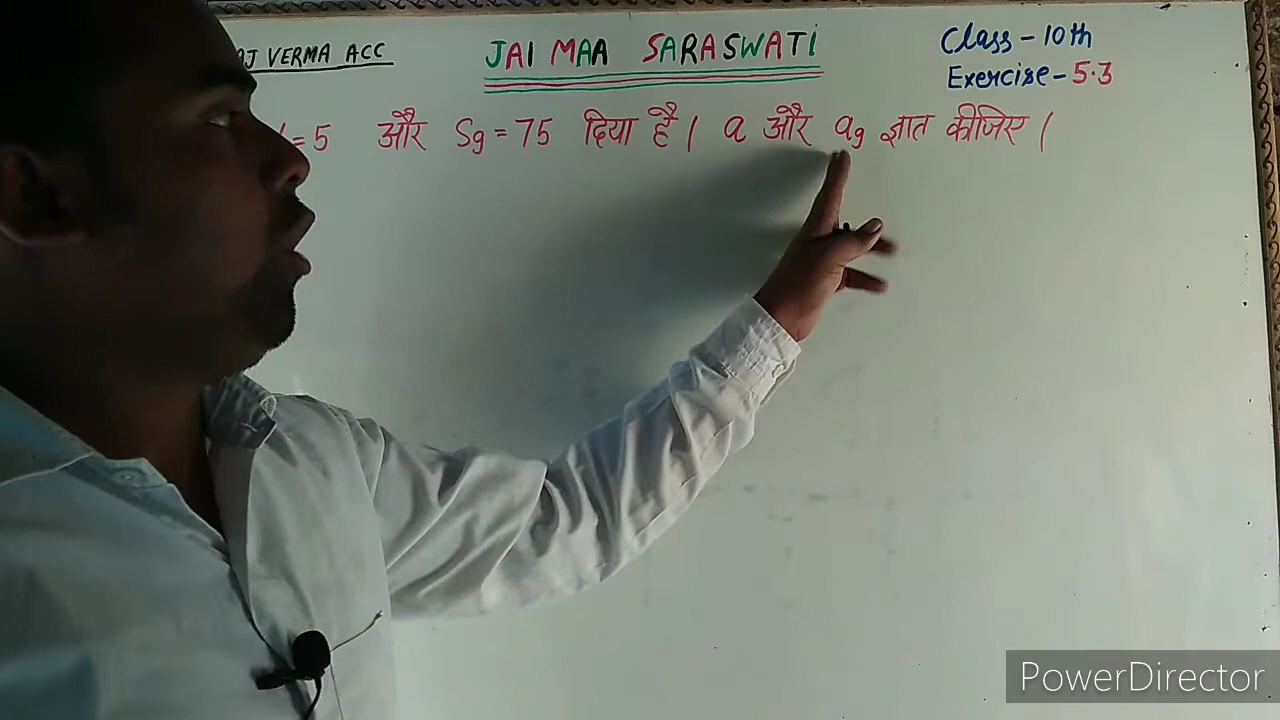 VERMA ACC
JAI MAA SARASWATI
Class-10th
Exercise-5.3
= 5 और S9 = 75 दिया है। a और a9 ज्ञात कीजिए।
PowerDirector